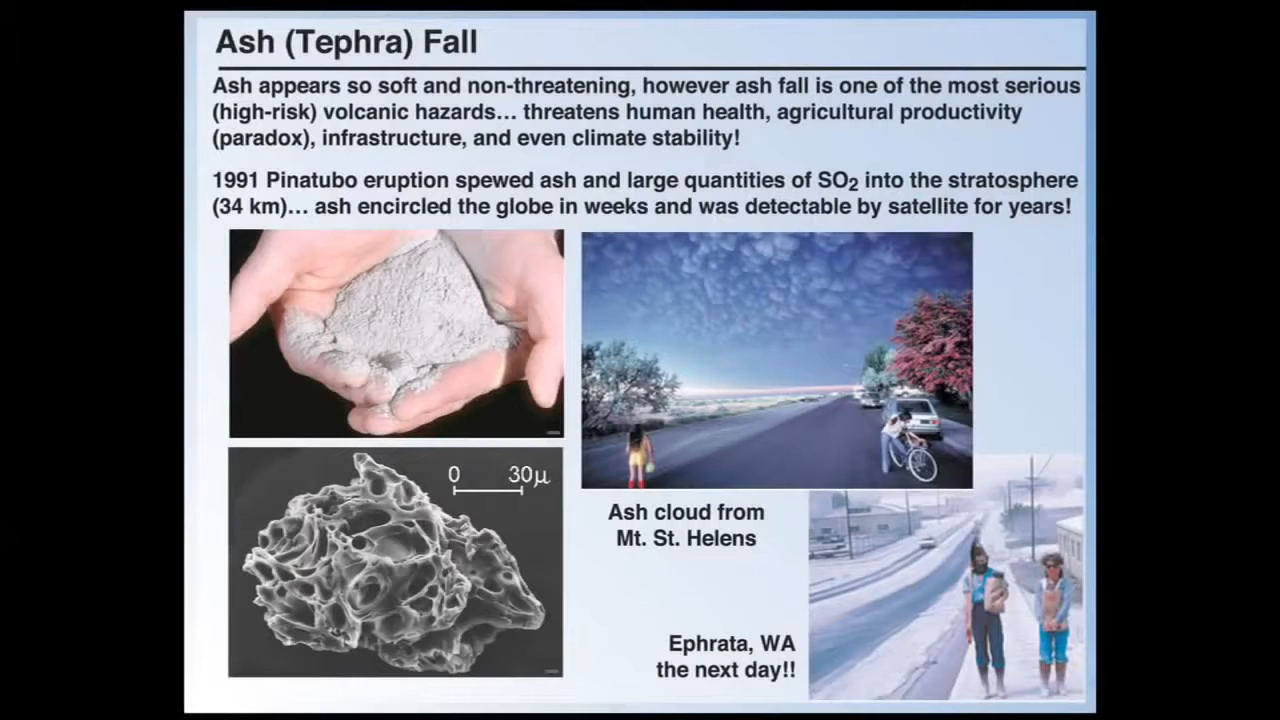 Ash (Tephra) Fall
Ash appears so soft and non-threatening, however ash fall is one of the most serious
(high-risk) volcanic hazards… threatens human health, agricultural productivity
(paradox), infrastructure, and even climate stability!
1991 Pinatubo eruption spewed ash and large quantities of SO₂ into the stratosphere
(34 km)… ash encircled the globe in weeks and was detectable by satellite for years!
0 30μ
Ash cloud from
Mt. St. Helens
Ephrata, WA
the next day!!